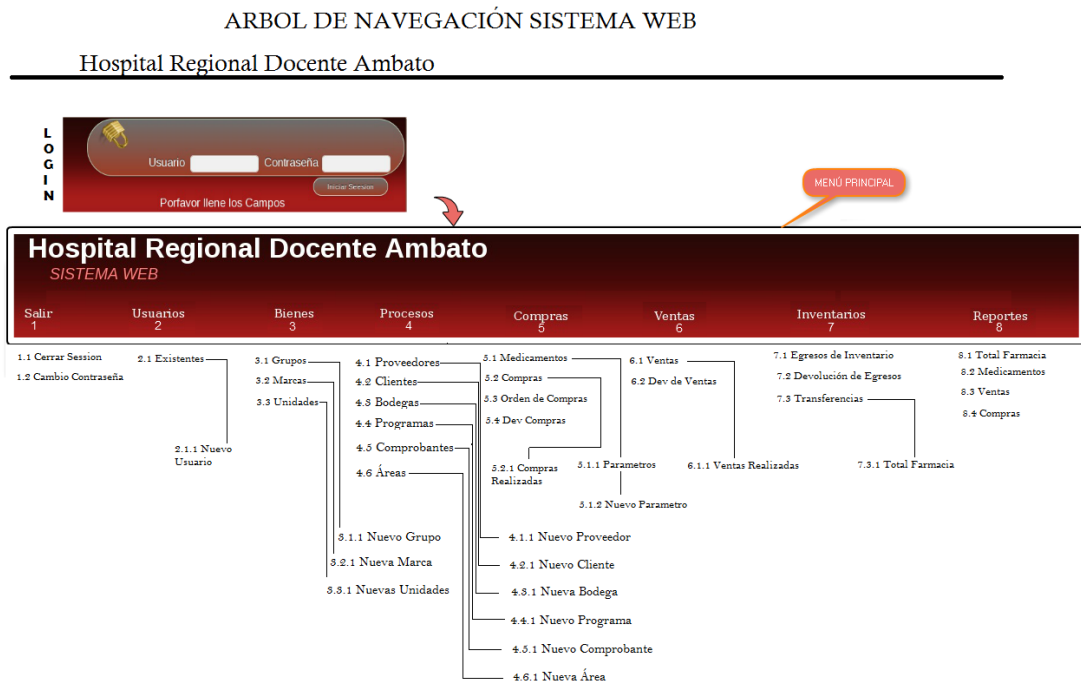 ARBOL DE NAVEGACIÓN SISTEMA WEB
Hospital Regional Docente Ambato
LOGIN
Usuario
Contraseña
Iniciar Session
Porfavor llene los Campos
MENÚ PRINCIPAL
Hospital Regional Docente Ambato
SISTEMA WEB
Salir
1
Usuarios
2
Bienes
3
Procesos
4
Compras
5
Ventas
6
Inventarios
7
Reportes
8
1.1 Cerrar Session
1.2 Cambio Contraseña
2.1 Existentes
2.1.1 Nuevo
Usuario
3.1 Grupos
3.2 Marcas
3.3 Unidades
3.1.1 Nuevo Grupo
3.2.1 Nueva Marca
3.3.1 Nuevas Unidades
4.1 Proveedores
4.2 Clientes
4.3 Bodegas
4.4 Programas
4.5 Comprobantes
4.6 Áreas
4.1.1 Nuevo Proveedor
4.2.1 Nuevo Cliente
4.3.1 Nueva Bodega
4.4.1 Nuevo Programa
4.5.1 Nuevo Comprobante
4.6.1 Nueva Área
5.1 Medicamentos
5.2 Compras
5.3 Orden de Compras
5.4 Dev Compras
5.2.1 Compras
Realizadas
5.1.1 Parametros
5.1.2 Nuevo Parametro
6.1 Ventas
6.2 Dev de Ventas
6.1.1 Ventas Realizadas
7.1 Egresos de Inventario
7.2 Devolución de Egresos
7.3 Transferencias
7.3.1 Total Farmacia
8.1 Total Farmacia
8.2 Medicamentos
8.3 Ventas
8.4 Compras